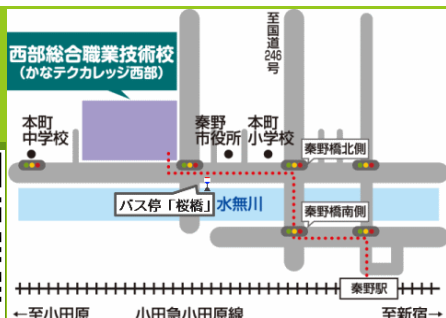 西部総合職業技術校
(かなテクカレッジ西部)
至国道
246
号
本町
中学校
秦野
市役所
本町
小学校
秦野橋北側
バス停「桜橋」
水無川
秦野橋南側
秦野駅
←至小田原
小田急小田原線
至新宿→